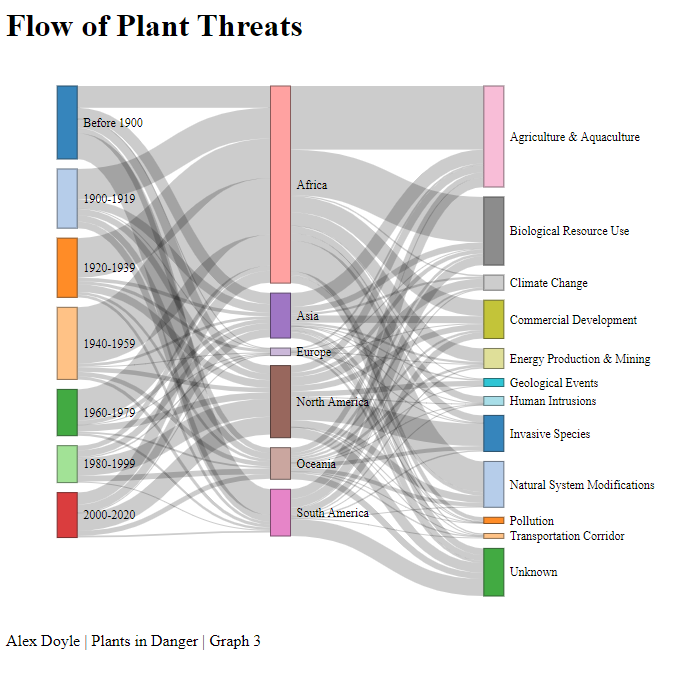 Flow of Plant Threats
Before 1900
1900-1919
1920-1939
1940-1959
1960-1979
1980-1999
2000-2020
Africa
Asia
Europe
North America
Oceania
South America
Agriculture & Aquaculture
Biological Resource Use
Climate Change
Commercial Development
Energy Production & Mining
Geological Events
Human Intrusions
Invasive Species
Natural System Modifications
Pollution
Transportation Corridor
Unknown
Alex Doyle | Plants in Danger | Graph 3